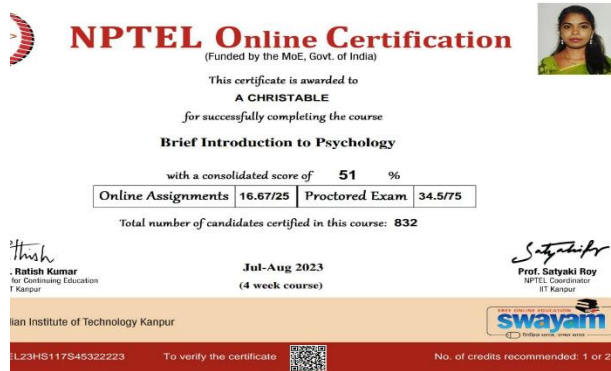 NPTEL Online Certification
(Funded by the MoE, Govt. of India)
This certificate is awarded to
A CHRISTABLE
for successfully completing the course
Brief Introduction to Psychology
with a consolidated score of 51 %
Online Assignments 16.67/25 Proctored Exam 34.5/75
Total number of candidates certified in this course: 832
. Ratish Kumar
for Continuing Education
T Kanpur
Jul-Aug 2023
(4 week course)
Prof. Satyaki Roy
NPTEL Coordinator
IIT Kanpur
ian Institute of Technology Kanpur
FREE ONLINE EDUCATION
swayam
EL23HS117S45322223
To verify the certificate
No. of credits recommended: 1 or 2